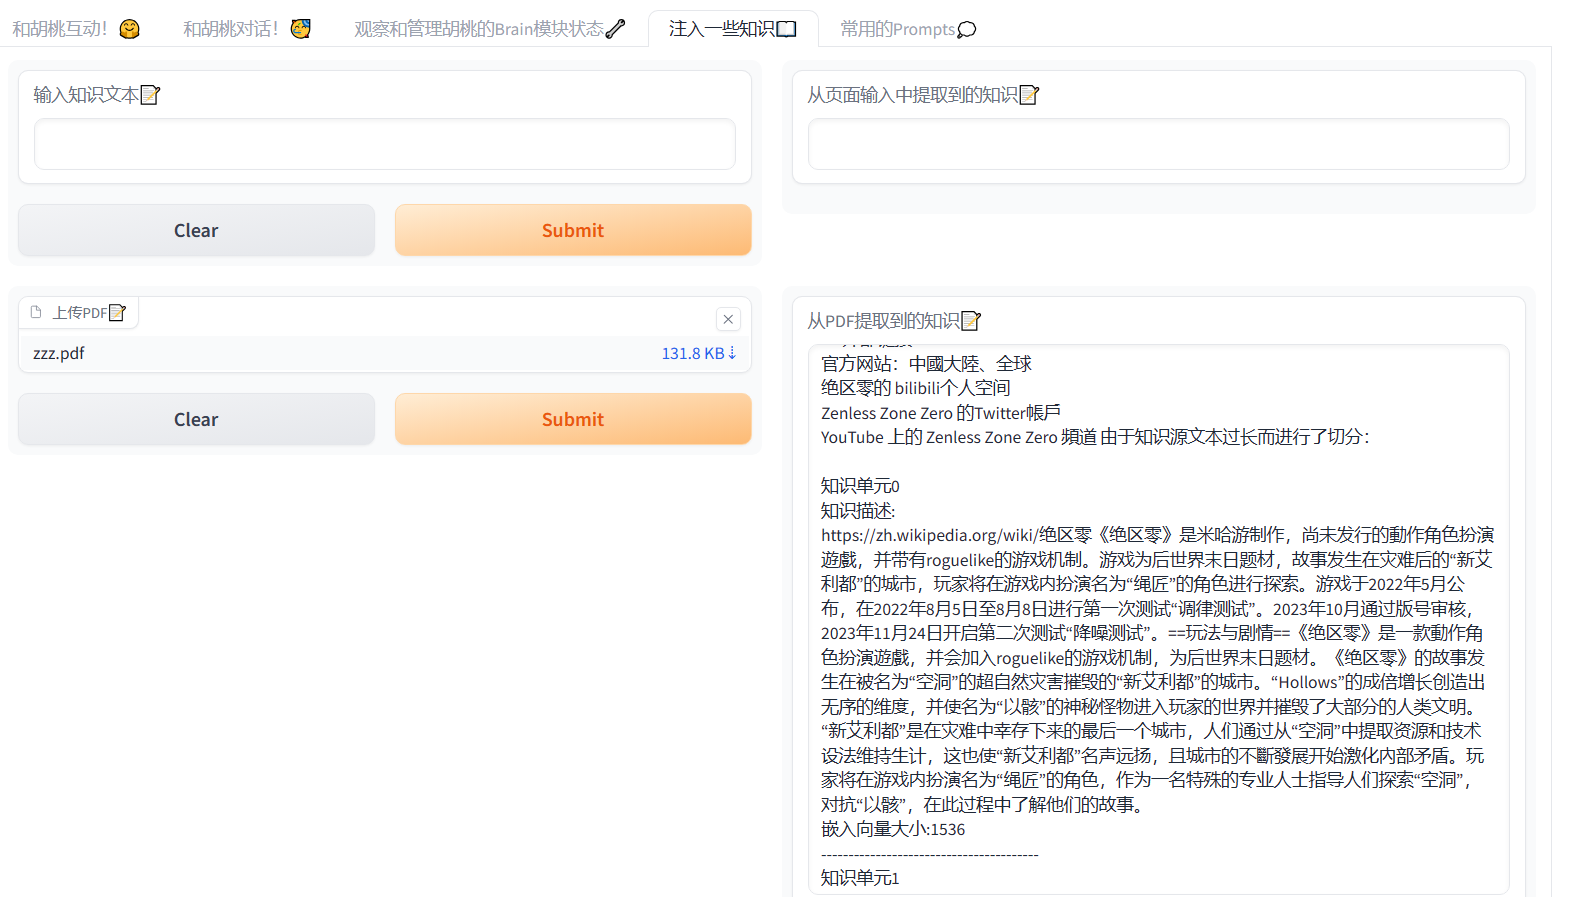 和胡桃互动！🤗
和胡桃对话！🥳
观察和管理胡桃的Brain模块状态🔧
注入一些知识📖
常用的Prompts💭
输入知识文本📝
从页面输入中提取到的知识📝
Clear
Submit
上传PDF📝
zzz.pdf
131.8 KB ⇣
Clear
Submit
从PDF提取到的知识📝
官方网站：中國大陸、全球
绝区零的 bilibili个人空间
Zenless Zone Zero 的Twitter帳戶
YouTube 上的 Zenless Zone Zero 頻道 由于知识源文本过长而进行了切分：
知识单元0
知识描述:
https://zh.wikipedia.org/wiki/绝区零《绝区零》是米哈游制作，尚未发行的動作角色扮演
遊戲，并带有roguelike的游戏机制。游戏为后世界末日题材，故事发生在灾难后的“新艾
利都”的城市，玩家将在游戏内扮演名为“绳匠”的角色进行探索。游戏于2022年5月公
布，在2022年8月5日至8月8日进行第一次测试“调律测试”。2023年10月通过版号审核，
2023年11月24日开启第二次测试“降噪测试”。==玩法与剧情==《绝区零》是一款動作角
色扮演遊戲，并会加入roguelike的游戏机制，为后世界末日题材。《绝区零》的故事发
生在被名为“空洞”的超自然灾害摧毁的“新艾利都”的城市。“Hollows”的成倍增长创造出
无序的维度，并使名为“以骸”的神秘怪物进入玩家的世界并摧毁了大部分的人类文明。
“新艾利都”是在灾难中幸存下来的最后一个城市，人们通过从“空洞”中提取资源和技术
设法维持生计，这也使“新艾利都”名声远扬，且城市的不斷發展开始激化内部矛盾。玩
家将在游戏内扮演名为“绳匠”的角色，作为一名特殊的专业人士指导人们探索“空洞”，
对抗“以骸”，在此过程中了解他们的故事。
嵌入向量大小:1536
----------------------------------------
知识单元1